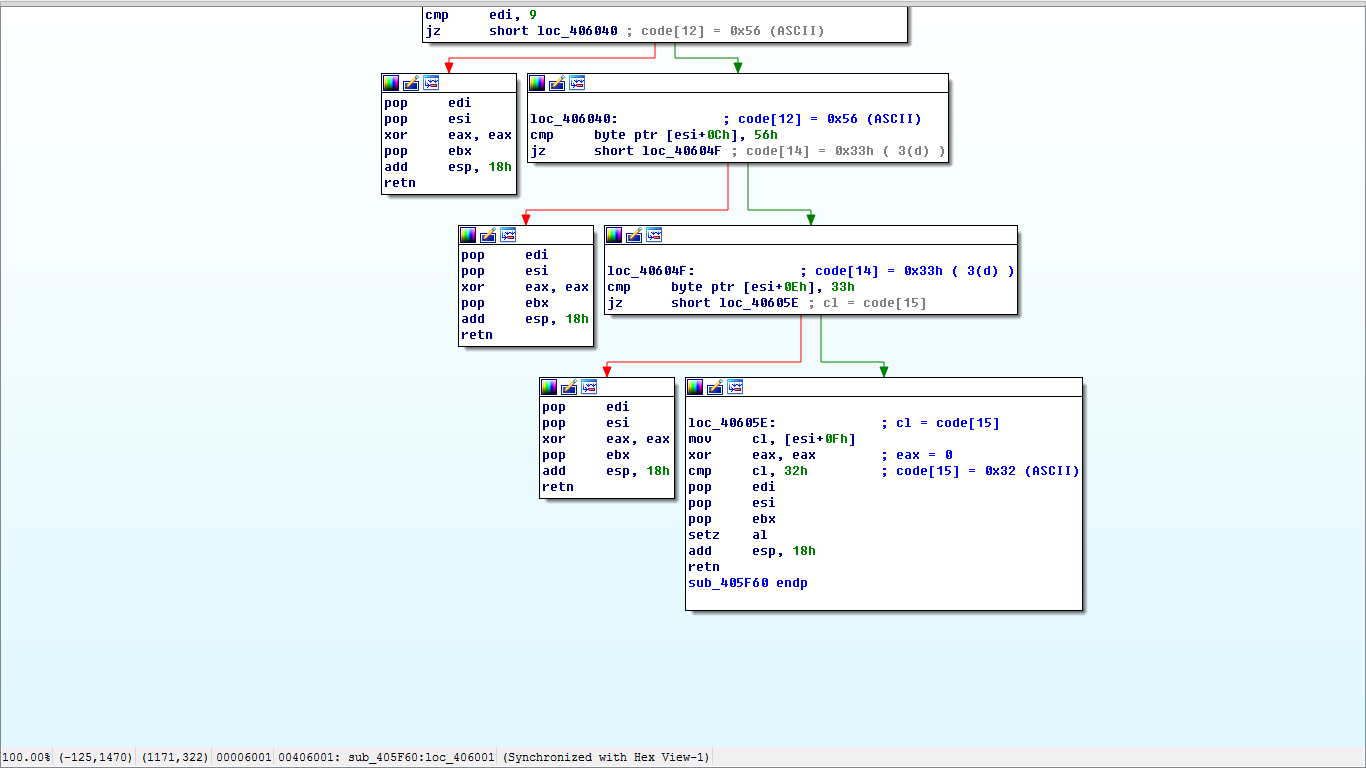 cmp edi, 9
jz short loc_406040 ; code[12] = 0x56 (ASCII)
pop edi
pop esi
xor eax, eax
pop ebx
add esp, 18h
retn
loc_406040: ; code[12] = 0x56 (ASCII)
cmp byte ptr [esi+0Ch], 56h
jz short loc_40604F ; code[14] = 0x33h ( 3(d) )
pop edi
pop esi
xor eax, eax
pop ebx
add esp, 18h
retn
loc_40604F: ; code[14] = 0x33h ( 3(d) )
cmp byte ptr [esi+0Eh], 33h
jz short loc_40605E ; cl = code[15]
pop edi
pop esi
xor eax, eax
pop ebx
add esp, 18h
retn
loc_40605E: ; cl = code[15]
mov cl, [esi+0Fh]
xor eax, eax ; eax = 0
cmp cl, 32h ; code[15] = 0x32 (ASCII)
pop edi
pop esi
pop ebx
setz al
add esp, 18h
retn
sub_405F60 endp
100.00% (-125,1470) (1171,322) 00006001 00406001: sub_405F60:loc_406001 (Synchronized with Hex View-1)